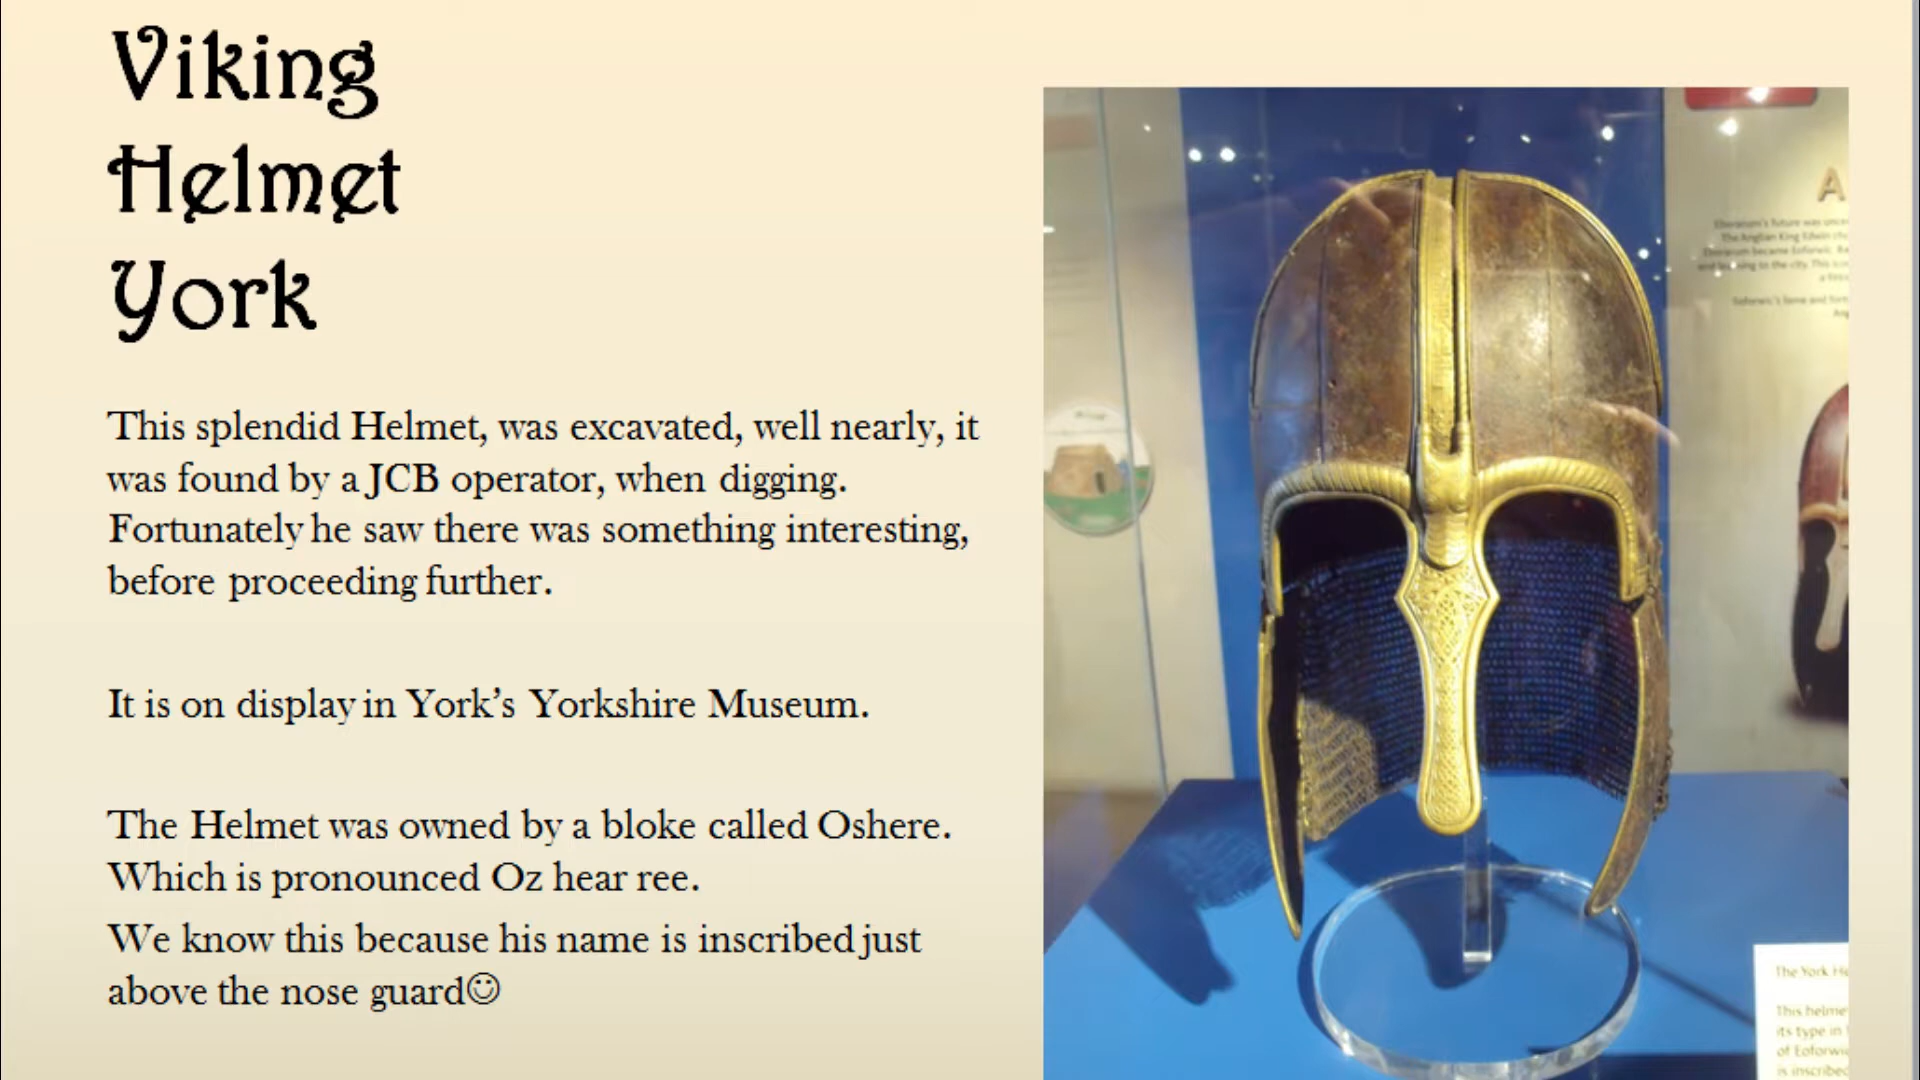 Viking
Helmet
York
This splendid Helmet, was excavated, well nearly, it
was found by a JCB operator, when digging.
Fortunately he saw there was something interesting,
before proceeding further.
It is on display in York's Yorkshire Museum.
The Helmet was owned by a bloke called Oshere.
Which is pronounced Oz hear ree.
We know this because his name is inscribed just
above the nose guard☺
A
The York He
This helme
its type in
of Eoforwi
is inscribed